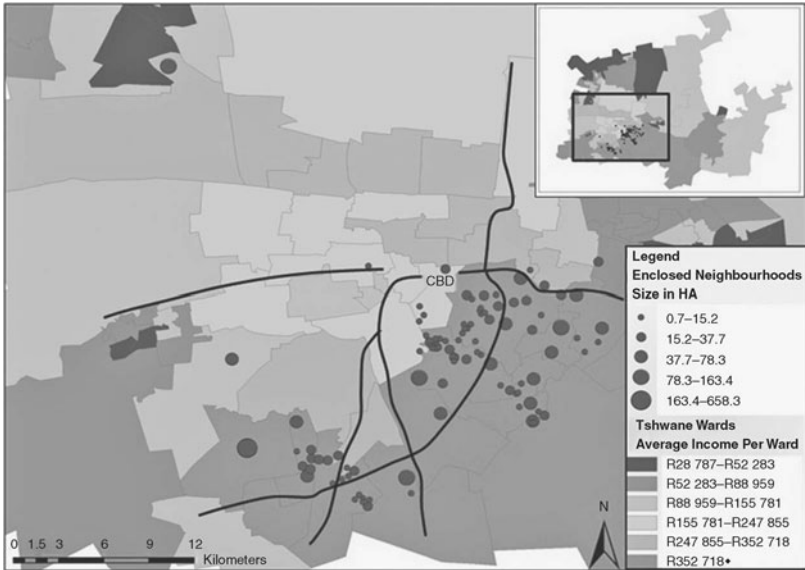 CBD
Legend
Enclosed Neighbourhoods
Size in HA
0.7–15.2
15.2–37.7
37.7–78.3
78.3–163.4
163.4–658.3
Tshwane Wards
Average Income Per Ward
R28 787–R52 283
R52 283–R88 959
R88 959–R155 781
R155 781–R247 855
R247 855–R352 718
R352 718+
N
0 1.5 3 6 9 12
Kilometers